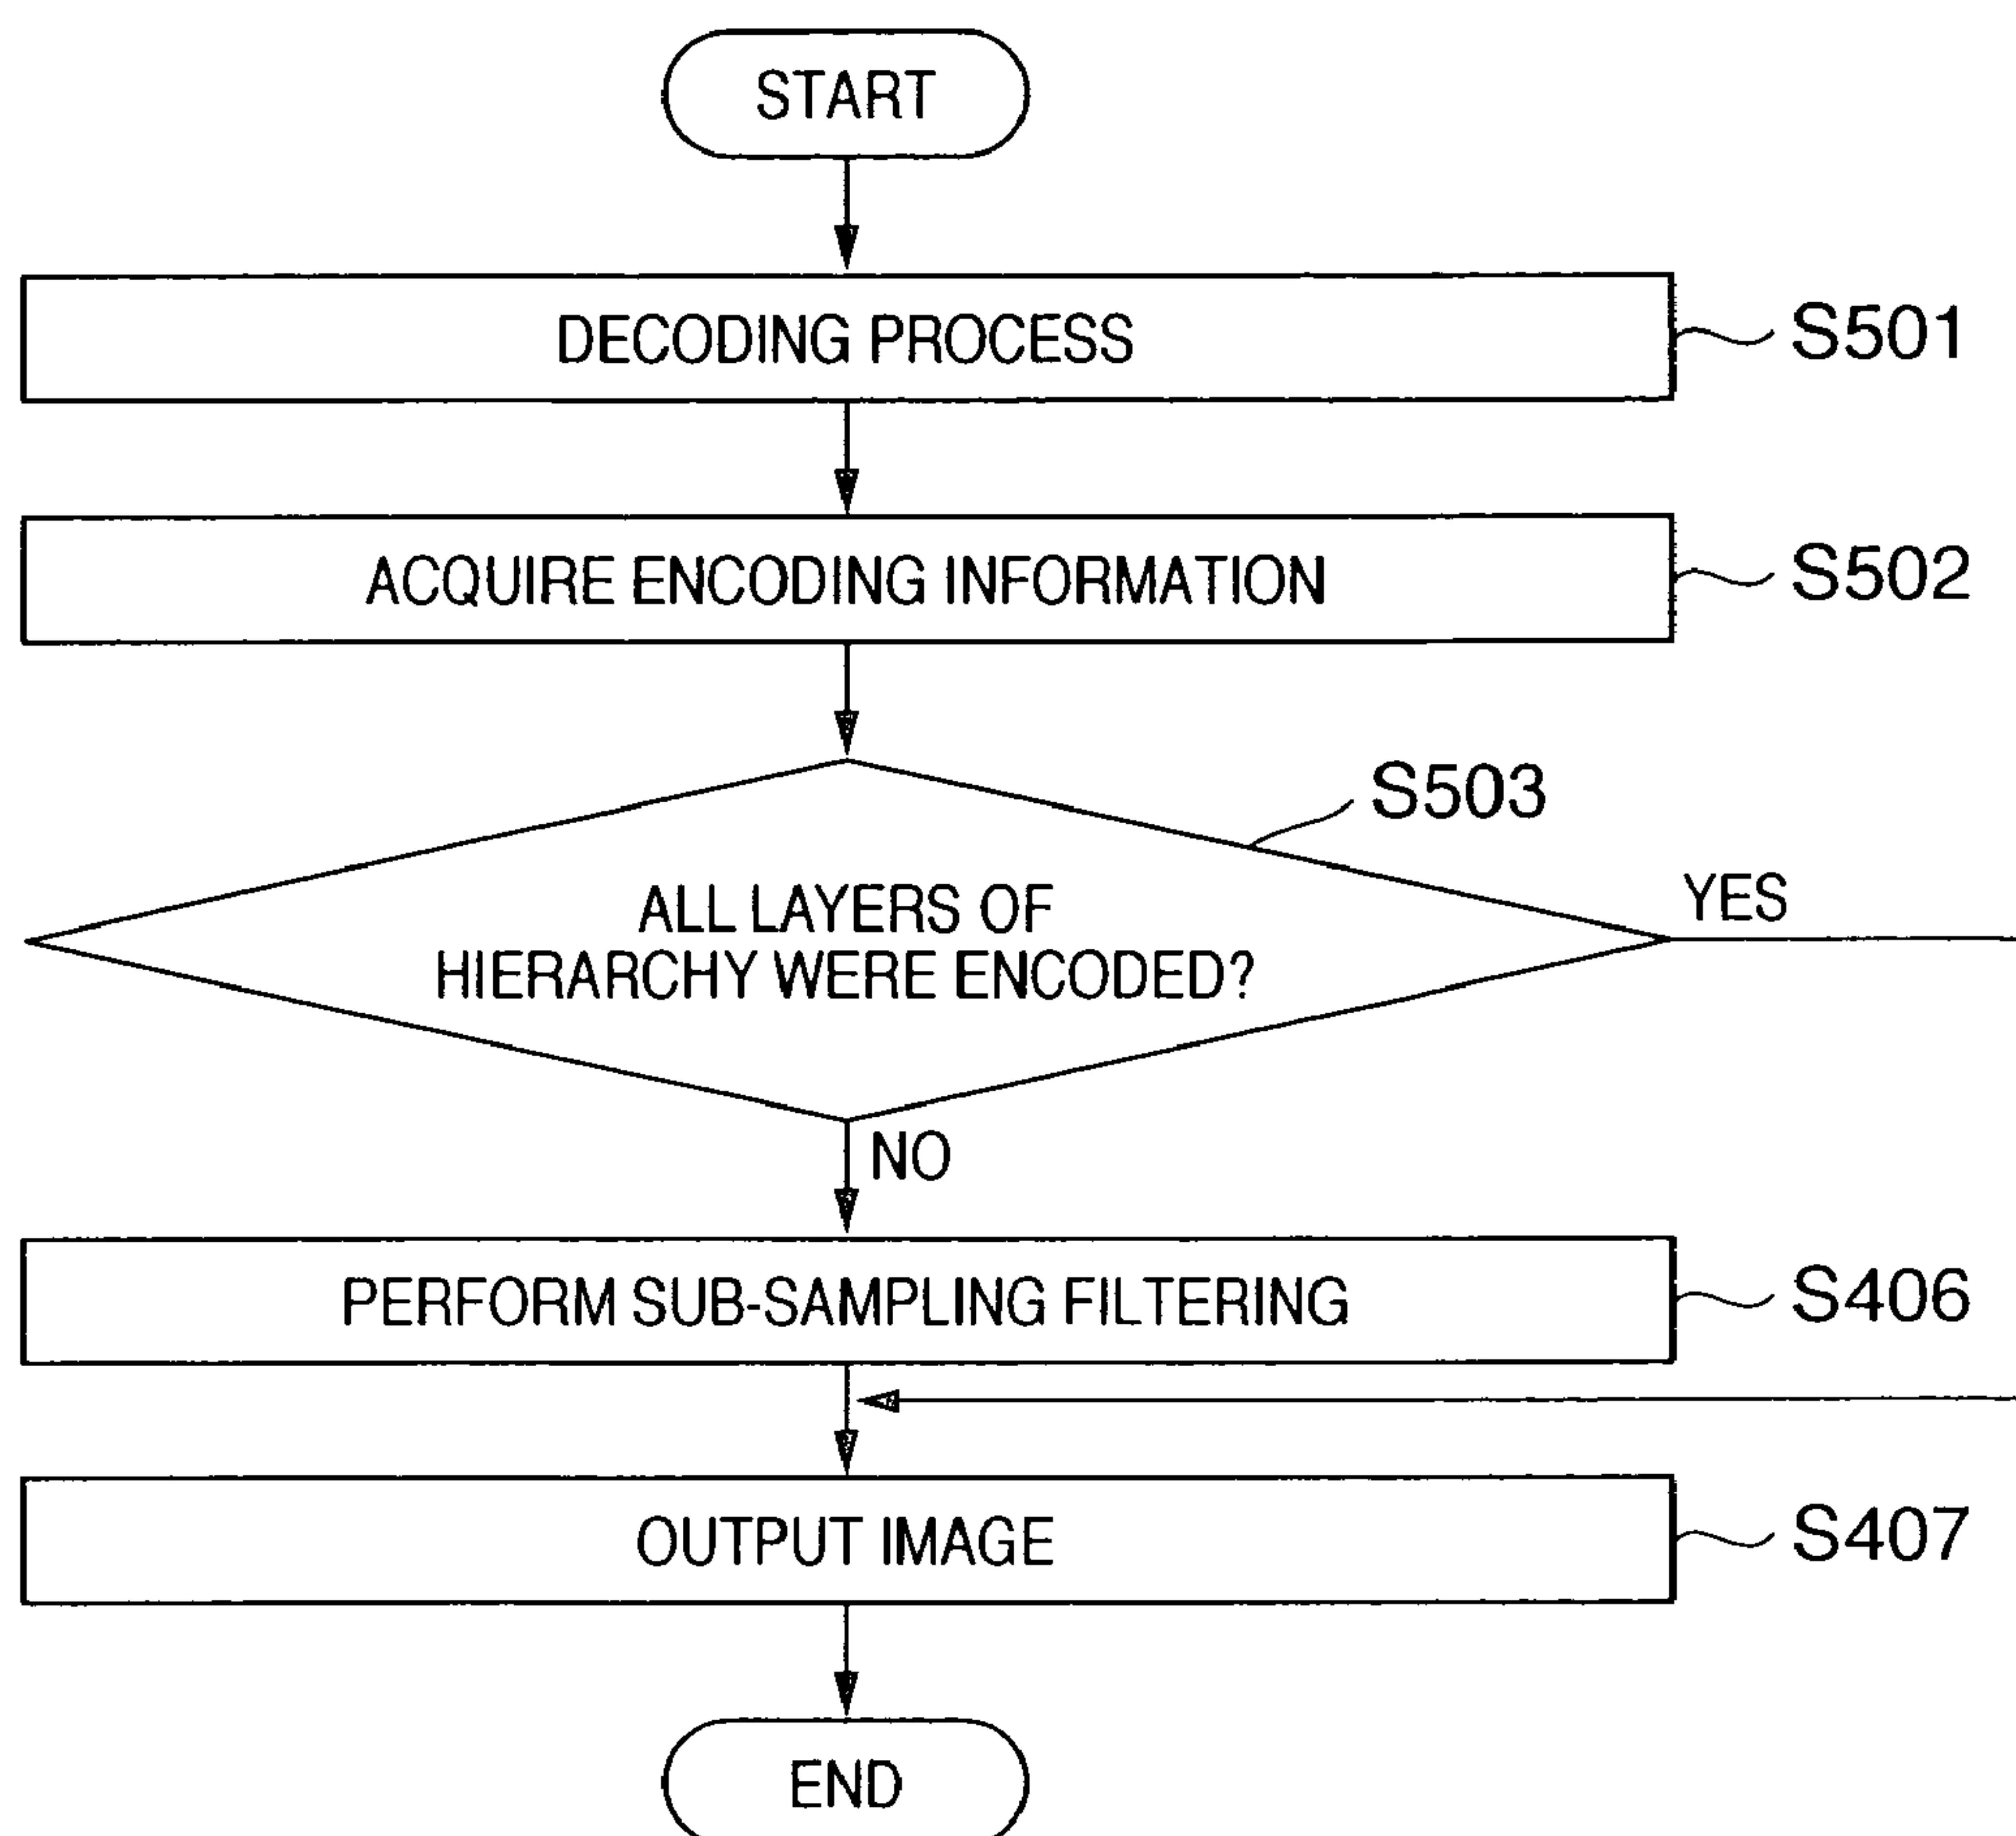 START
DECODING PROCESS
S501
ACQUIRE ENCODING INFORMATION
S502
S503
ALL LAYERS OF
HIERARCHY WERE ENCODED?
YES
NO
PERFORM SUB-SAMPLING FILTERING
S406
OUTPUT IMAGE
S407
END